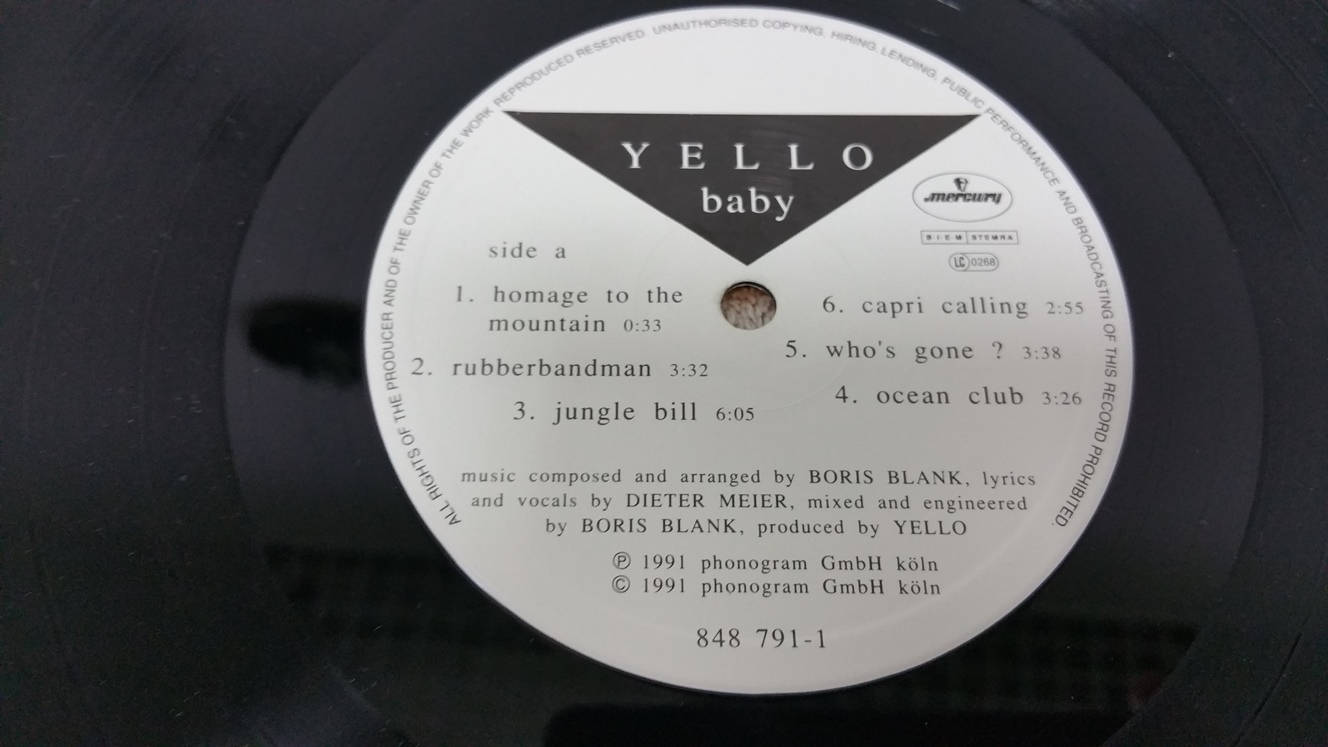 ALL RIGHTS OF THE PRODUCER AND OF THE OWNER OF THE WORK REPRODUCED RESERVED. UNAUTHORISED COPYING, HIRING, LENDING, PUBLIC PERFORMANCE AND BROADCASTING OF THIS RECORD PROHIBITED.
YELLO
baby
mercury
B·I·E·M STEMRA
LC 0268
side a
1. homage to the
mountain 0:33
2. rubberbandman 3:32
3. jungle bill 6:05
6. capri calling 2:55
5. who's gone ? 3:38
4. ocean club 3:26
music composed and arranged by BORIS BLANK, lyrics
and vocals by DIETER MEIER, mixed and engineered
by BORIS BLANK, produced by YELLO
℗ 1991 phonogram GmbH köln
© 1991 phonogram GmbH köln
848 791-1